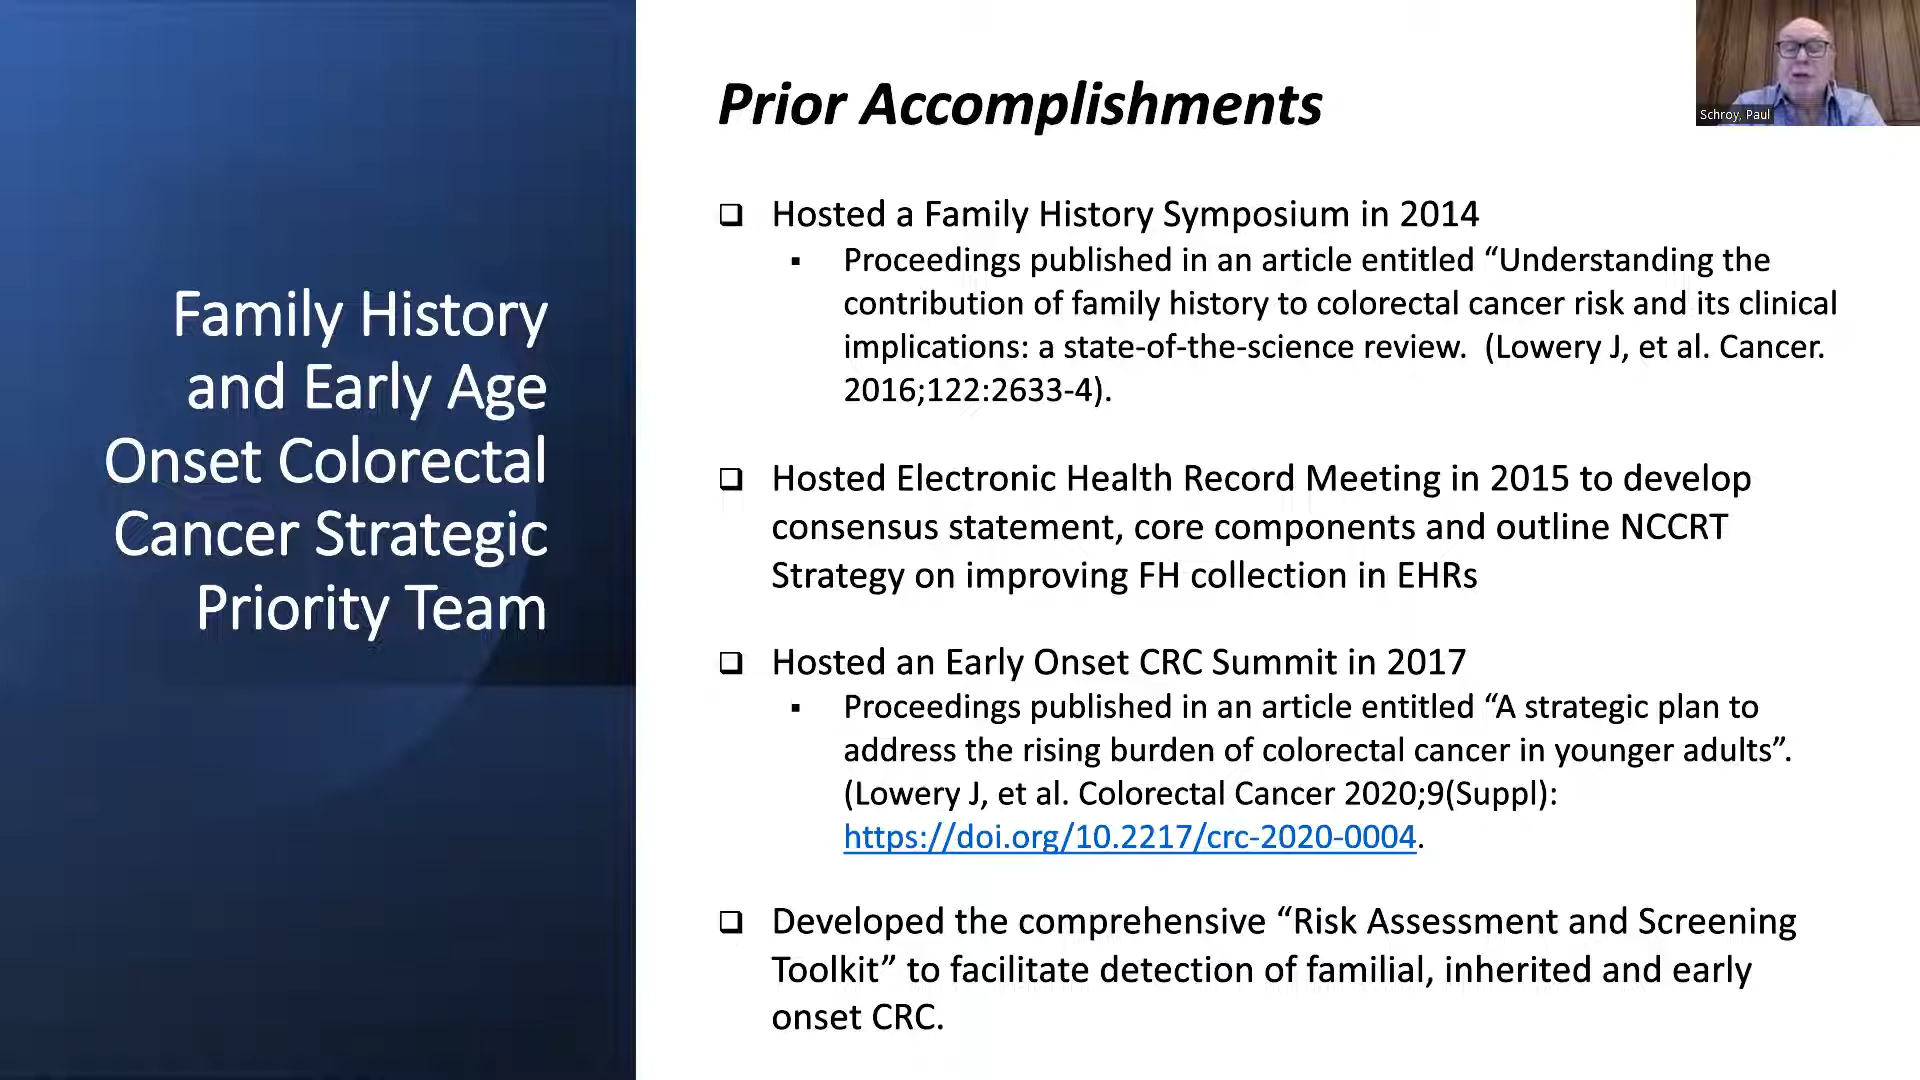 Family History
and Early Age
Onset Colorectal
Cancer Strategic
Priority Team
Prior Accomplishments
❑ Hosted a Family History Symposium in 2014
▪ Proceedings published in an article entitled “Understanding the
contribution of family history to colorectal cancer risk and its clinical
implications: a state-of-the-science review. (Lowery J, et al. Cancer.
2016;122:2633-4).
❑ Hosted Electronic Health Record Meeting in 2015 to develop
consensus statement, core components and outline NCCRT
Strategy on improving FH collection in EHRs
❑ Hosted an Early Onset CRC Summit in 2017
▪ Proceedings published in an article entitled “A strategic plan to
address the rising burden of colorectal cancer in younger adults”.
(Lowery J, et al. Colorectal Cancer 2020;9(Suppl):
https://doi.org/10.2217/crc-2020-0004.
❑ Developed the comprehensive “Risk Assessment and Screening
Toolkit” to facilitate detection of familial, inherited and early
onset CRC.
Schroy, Paul